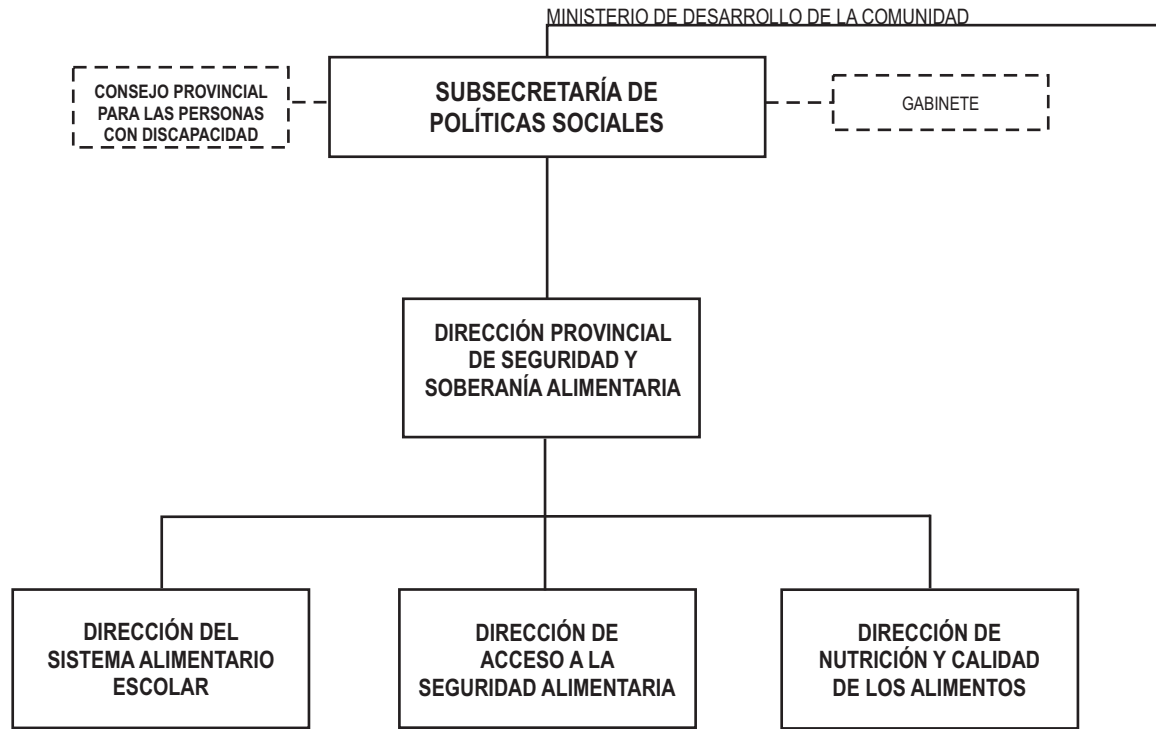 MINISTERIO DE DESARROLLO DE LA COMUNIDAD
CONSEJO PROVINCIAL
PARA LAS PERSONAS
CON DISCAPACIDAD
SUBSECRETARÍA DE
POLÍTICAS SOCIALES
GABINETE
DIRECCIÓN PROVINCIAL
DE SEGURIDAD Y
SOBERANÍA ALIMENTARIA
DIRECCIÓN DEL
SISTEMA ALIMENTARIO
ESCOLAR
DIRECCIÓN DE
ACCESO A LA
SEGURIDAD ALIMENTARIA
DIRECCIÓN DE
NUTRICIÓN Y CALIDAD
DE LOS ALIMENTOS